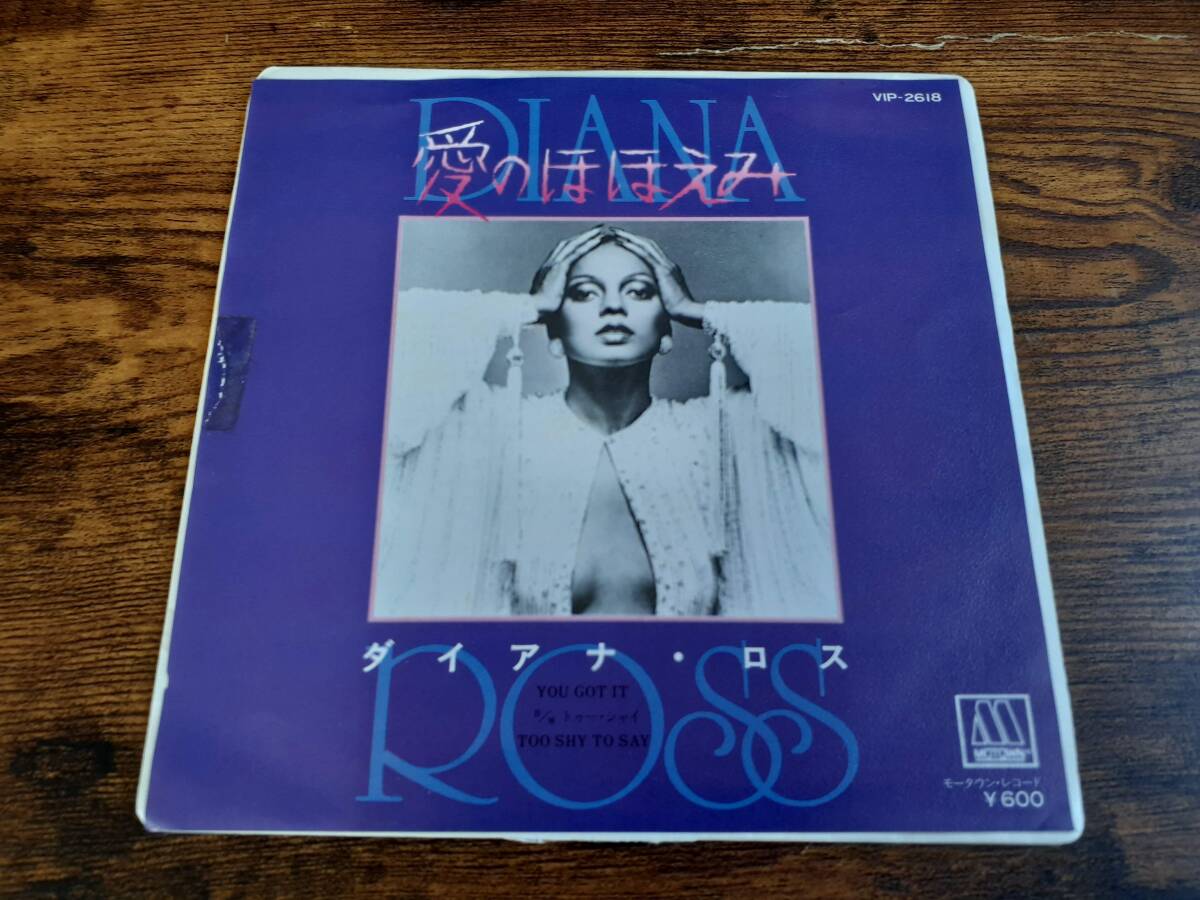 VIP-2618
DIANA
愛のほほえみ
ダイアナ・ロス
ROSS
YOU GOT IT
B/W トゥー・シャイ
TOO SHY TO SAY
MOTOWN
モータウン・レコード
¥600